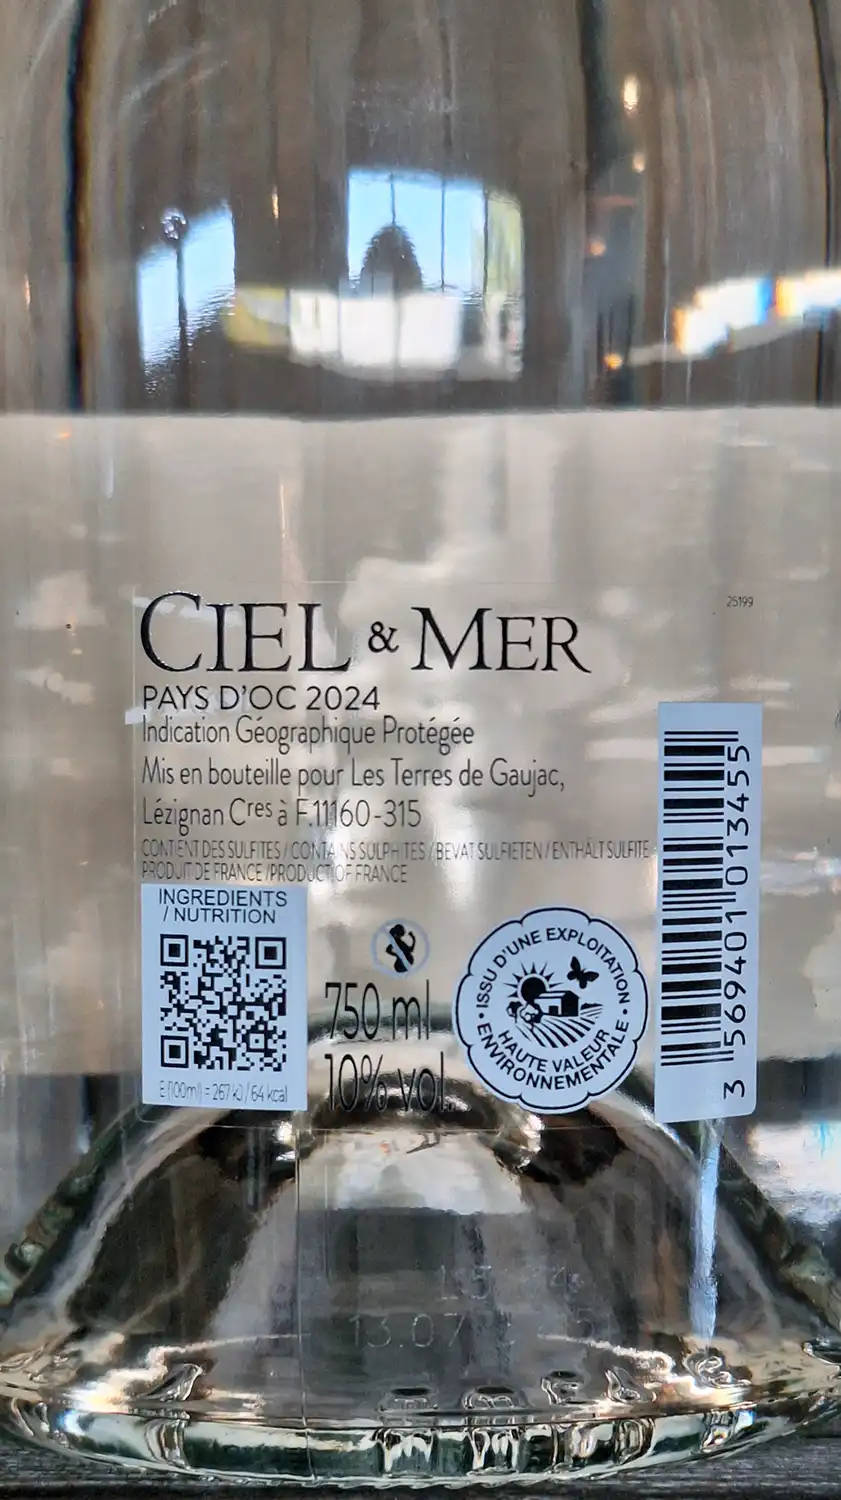 25199
CIEL & MER
PAYS D'OC 2024
Indication Géographique Protégée
Mis en bouteille pour Les Terres de Gaujac,
Lézignan Cres à F.11160-315
CONTIENT DES SULFITES / CONTAINS SULPHITES / BEVAT SULFIETEN / ENTHÄLT SULFITE
PRODUIT DE FRANCE /PRODUCT OF FRANCE
INGREDIENTS
/ NUTRITION
E (100ml) = 267 kJ / 64 kcal
750 ml
10% vol.
• ISSU D'UNE EXPLOITATION •
HAUTE VALEUR
ENVIRONNEMENTALE
3 569401 013455
13.07